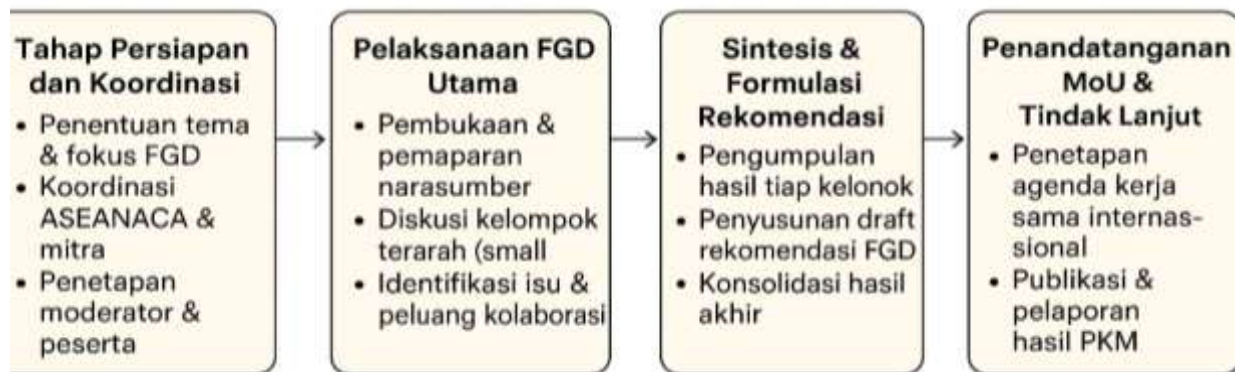 Tahap Persiapan
dan Koordinasi
• Penentuan tema
& fokus FGD
• Koordinasi
ASEANACA &
mitra
• Penetapan
moderator &
peserta
Pelaksanaan FGD
Utama
• Pembukaan &
pemaparan
narasumber
• Diskusi kelompok
terarah (small
• Identifikasi isu &
peluang kolaborasi
Sintesis &
Formulasi
Rekomendasi
• Pengumpulan
hasil tiap kelonok
• Penyusunan draft
rekomendasi FGD
• Konsolidasi hasil
akhir
Penandatanganan
MoU &
Tindak Lanjut
• Penetapan
agenda kerja
sama internas-
sional
• Publikasi &
pelaporan
hasil PKM